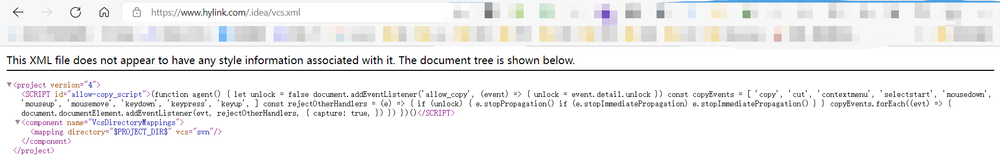 https://www.hylink.com/.idea/vcs.xml
This XML file does not appear to have any style information associated with it. The document tree is shown below.
<project version="4">
<SCRIPT id="allow-copy_script">(function agent() { let unlock = false document.addEventListener('allow_copy', (event) => { unlock = event.detail.unlock }) const copyEvents = [ 'copy', 'cut', 'contextmenu', 'selectstart', 'mousedown',
'mouseup', 'mousemove', 'keydown', 'keypress', 'keyup', ] const rejectOtherHandlers = (e) => { if (unlock) { e.stopPropagation() if (e.stopImmediatePropagation) e.stopImmediatePropagation() } } copyEvents.forEach((evt) => {
document.documentElement.addEventListener(evt, rejectOtherHandlers, { capture: true, }) }) })()</SCRIPT>
<component name="VcsDirectoryMappings">
<mapping directory="$PROJECT_DIR$" vcs="svn"/>
</component>
</project>